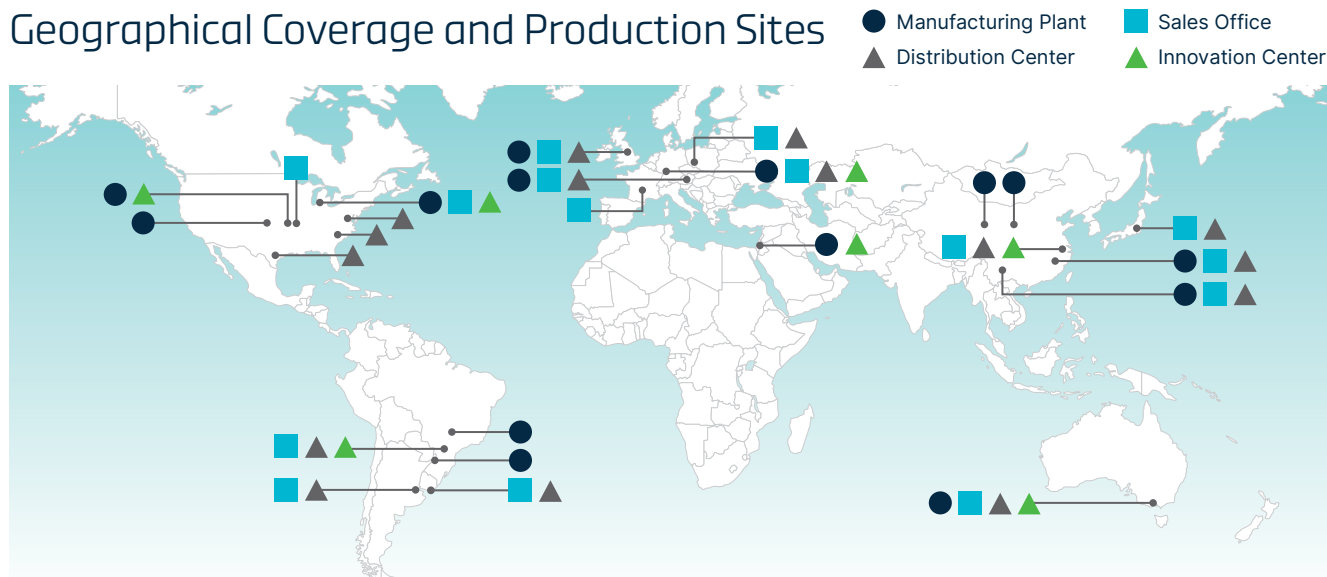 Geographical Coverage and Production Sites
Manufacturing Plant
Sales Office
Distribution Center
Innovation Center